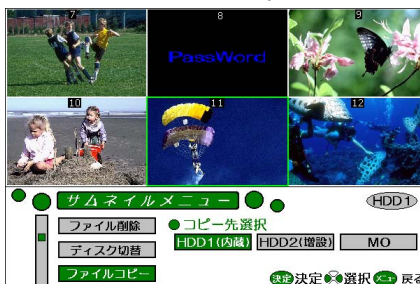 7 8 9
PassWord
10 11 12
サムネイルメニュー HDD1
ファイル削除 ●コピー先選択
ディスク切替 HDD1(内蔵) HDD2(増設) MO
ファイルコピー 決定 決定 選択 メニュー 戻る